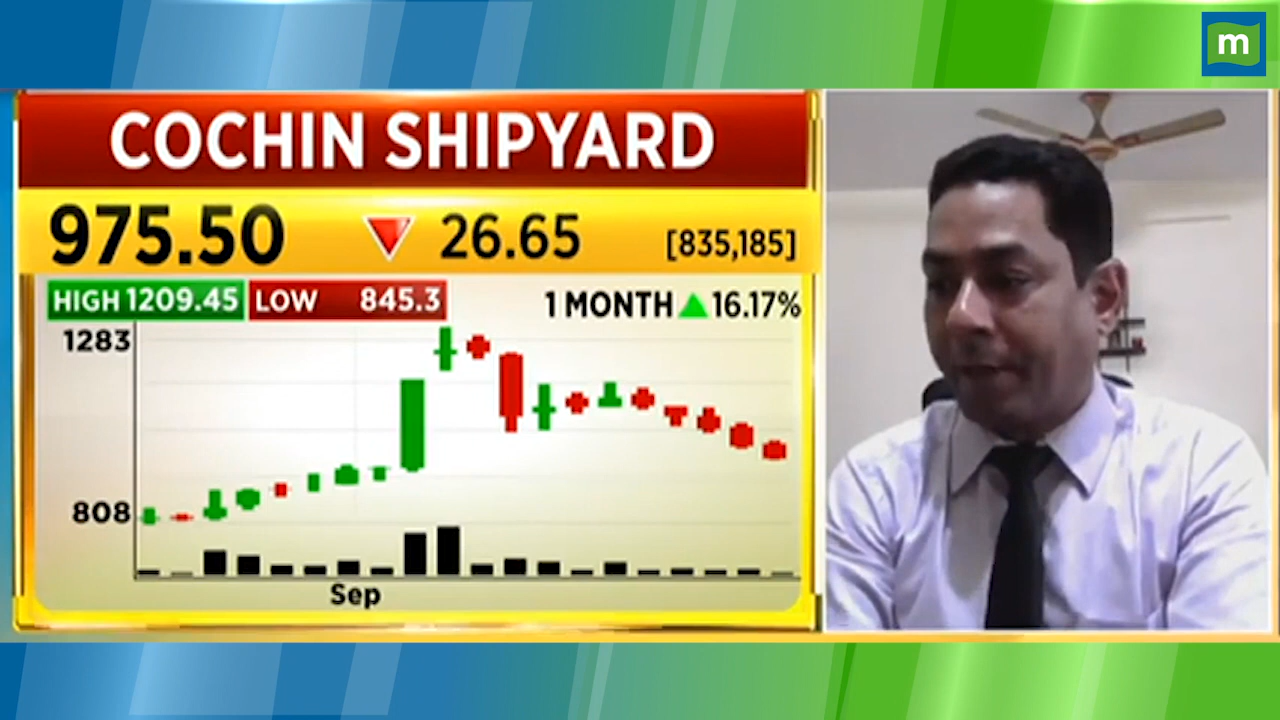 m
COCHIN SHIPYARD
975.50 ▼ 26.65 [835,185]
HIGH 1209.45 LOW 845.3 1 MONTH ▲ 16.17%
1283
808
Sep